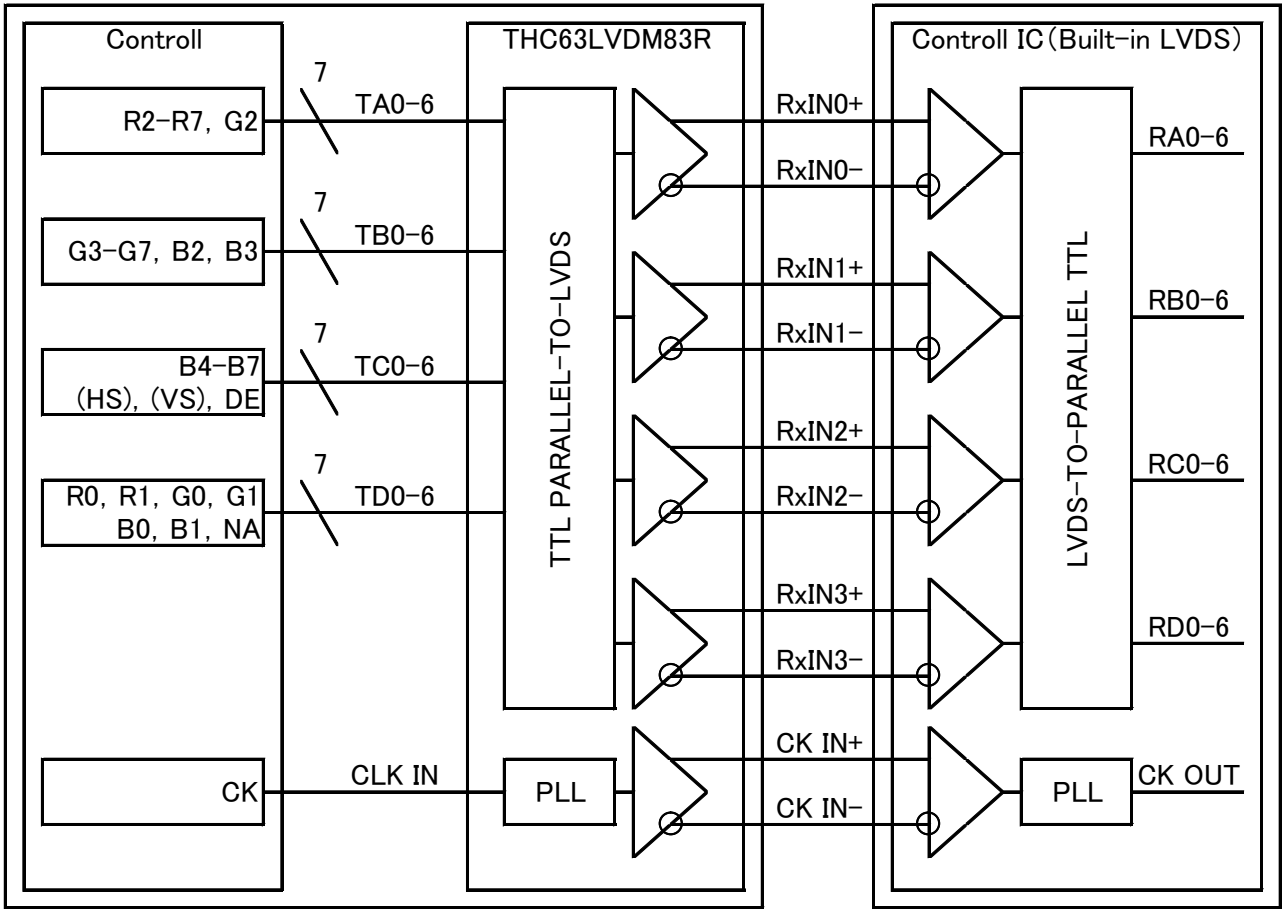 Controll
THC63LVDM83R
Controll IC(Built-in LVDS)
7
TA0-6
R2-R7, G2
RxIN0+
RxIN0-
RA0-6
7
TB0-6
G3-G7, B2, B3
RxIN1+
RxIN1-
RB0-6
7
TC0-6
B4-B7
(HS), (VS), DE
RxIN2+
RxIN2-
RC0-6
7
TD0-6
R0, R1, G0, G1
B0, B1, NA
RxIN3+
RxIN3-
RD0-6
TTL PARALLEL-TO-LVDS
LVDS-TO-PARALLEL TTL
CK
CLK IN
PLL
CK IN+
CK IN-
PLL
CK OUT